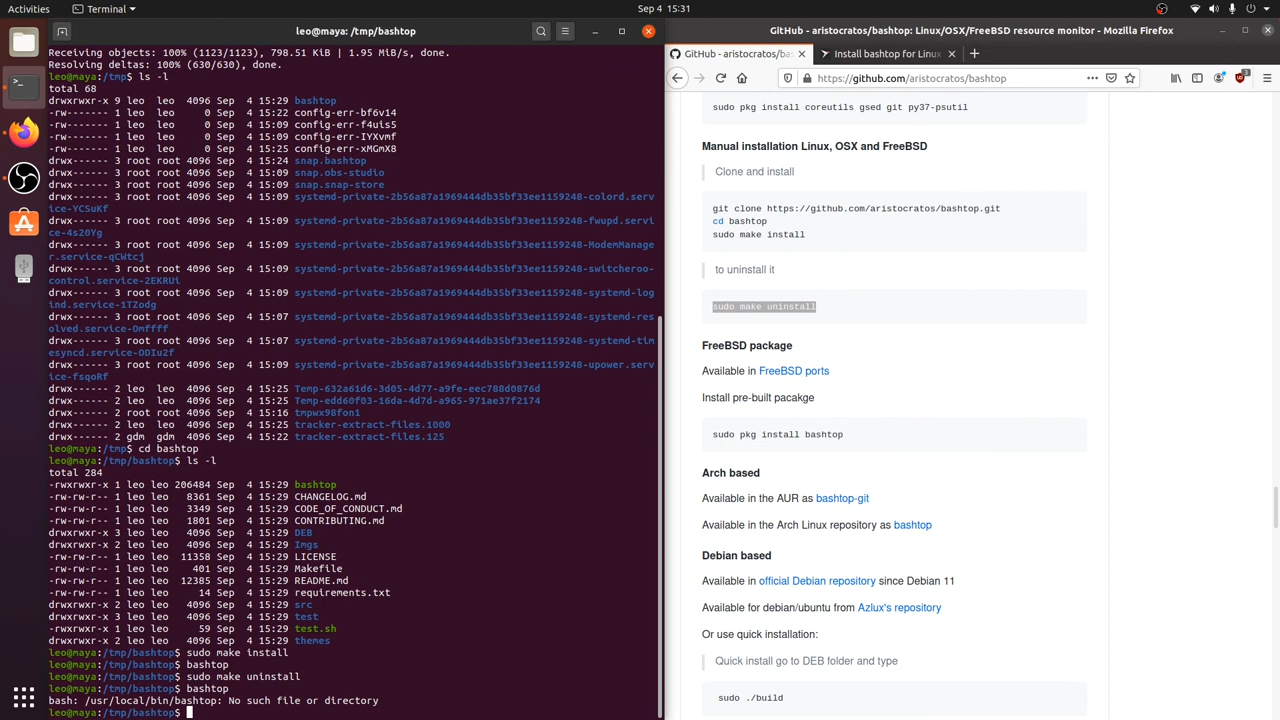 Activities
Terminal
Sep 4 15:31
leo@maya: /tmp/bashtop
Receiving objects: 100% (1123/1123), 798.51 KiB | 1.95 MiB/s, done.
Resolving deltas: 100% (630/630), done.
leo@maya:/tmp$ ls -l
total 68
drwxrwxr-x 9 leo  leo  4096 Sep  4 15:29 bashtop
-rw------- 1 leo  leo     0 Sep  4 15:29 config-err-bf6v14
-rw------- 1 leo  leo     0 Sep  4 15:09 config-err-f4uis5
-rw------- 1 leo  leo     0 Sep  4 15:09 config-err-IYXvmf
-rw------- 1 leo  leo     0 Sep  4 15:25 config-err-xMGmX8
drwx------ 3 root root 4096 Sep  4 15:24 snap.bashtop
drwx------ 3 root root 4096 Sep  4 15:29 snap.obs-studio
drwx------ 3 root root 4096 Sep  4 15:22 snap.snap-store
drwx------ 3 root root 4096 Sep  4 15:09 systemd-private-2b56a87a1969444db35bf33ee1159248-colord.serv
ice-YCSuKf
drwx------ 3 root root 4096 Sep  4 15:09 systemd-private-2b56a87a1969444db35bf33ee1159248-fwupd.servi
ce-4s20Yg
drwx------ 3 root root 4096 Sep  4 15:09 systemd-private-2b56a87a1969444db35bf33ee1159248-ModemManage
r.service-qCWtcj
drwx------ 3 root root 4096 Sep  4 15:09 systemd-private-2b56a87a1969444db35bf33ee1159248-switcheroo-
control.service-2EKRUi
drwx------ 3 root root 4096 Sep  4 15:09 systemd-private-2b56a87a1969444db35bf33ee1159248-systemd-log
ind.service-1TZodg
drwx------ 3 root root 4096 Sep  4 15:07 systemd-private-2b56a87a1969444db35bf33ee1159248-systemd-res
olved.service-Omffff
drwx------ 3 root root 4096 Sep  4 15:07 systemd-private-2b56a87a1969444db35bf33ee1159248-systemd-tim
esyncd.service-ODIu2f
drwx------ 3 root root 4096 Sep  4 15:09 systemd-private-2b56a87a1969444db35bf33ee1159248-upower.serv
ice-fsqoRf
drwx------ 2 leo  leo  4096 Sep  4 15:25 Temp-632a61d6-3d05-4d77-a9fe-eec788d0876d
drwx------ 2 leo  leo  4096 Sep  4 15:25 Temp-edd60f03-16da-4d7d-a965-971ae37f2174
drwx------ 2 root root 4096 Sep  4 15:16 tmpwx98fon1
drwx------ 2 leo  leo  4096 Sep  4 15:25 tracker-extract-files.1000
drwx------ 2 gdm  gdm  4096 Sep  4 15:22 tracker-extract-files.125
leo@maya:/tmp$ cd bashtop
leo@maya:/tmp/bashtop$ ls -l
total 284
-rwxrwxr-x 1 leo leo 206484 Sep  4 15:29 bashtop
-rw-rw-r-- 1 leo leo   8361 Sep  4 15:29 CHANGELOG.md
-rw-rw-r-- 1 leo leo   3349 Sep  4 15:29 CODE_OF_CONDUCT.md
-rw-rw-r-- 1 leo leo   1801 Sep  4 15:29 CONTRIBUTING.md
drwxrwxr-x 3 leo leo   4096 Sep  4 15:29 DEB
drwxrwxr-x 2 leo leo   4096 Sep  4 15:29 Imgs
-rw-rw-r-- 1 leo leo  11358 Sep  4 15:29 LICENSE
-rw-rw-r-- 1 leo leo    401 Sep  4 15:29 Makefile
-rw-rw-r-- 1 leo leo  12385 Sep  4 15:29 README.md
-rw-rw-r-- 1 leo leo     14 Sep  4 15:29 requirements.txt
drwxrwxr-x 2 leo leo   4096 Sep  4 15:29 src
drwxrwxr-x 3 leo leo   4096 Sep  4 15:29 test
-rwxrwxr-x 1 leo leo     59 Sep  4 15:29 test.sh
drwxrwxr-x 2 leo leo   4096 Sep  4 15:29 themes
leo@maya:/tmp/bashtop$ sudo make install
leo@maya:/tmp/bashtop$ bashtop
leo@maya:/tmp/bashtop$ sudo make uninstall
leo@maya:/tmp/bashtop$ bashtop
bash: /usr/local/bin/bashtop: No such file or directory
leo@maya:/tmp/bashtop$
GitHub - aristocratos/bashtop: Linux/OSX/FreeBSD resource monitor - Mozilla Firefox
GitHub - aristocratos/bas
Install bashtop for Linux
https://github.com/aristocratos/bashtop
sudo pkg install coreutils gsed git py37-psutil
Manual installation Linux, OSX and FreeBSD
Clone and install
git clone https://github.com/aristocratos/bashtop.git
cd bashtop
sudo make install
to uninstall it
sudo make uninstall
FreeBSD package
Available in FreeBSD ports
Install pre-built pacakge
sudo pkg install bashtop
Arch based
Available in the AUR as bashtop-git
Available in the Arch Linux repository as bashtop
Debian based
Available in official Debian repository since Debian 11
Available for debian/ubuntu from Azlux's repository
Or use quick installation:
Quick install go to DEB folder and type
sudo ./build